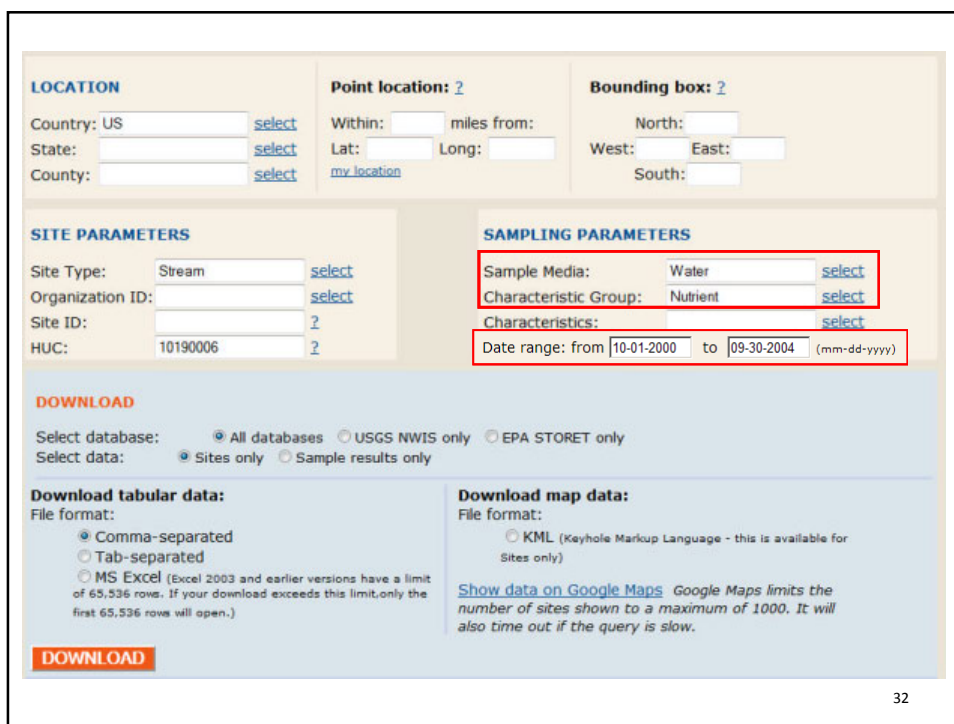 LOCATION
Country: US select
State: select
County: select
Point location: ?
Within: miles from:
Lat: Long:
my location
Bounding box: ?
North:
West: East:
South:
SITE PARAMETERS
Site Type: Stream select
Organization ID: select
Site ID: ?
HUC: 10190006 ?
SAMPLING PARAMETERS
Sample Media: Water select
Characteristic Group: Nutrient select
Characteristics: select
Date range: from 10-01-2000 to 09-30-2004 (mm-dd-yyyy)
DOWNLOAD
Select database: All databases USGS NWIS only EPA STORET only
Select data: Sites only Sample results only
Download tabular data:
File format:
Comma-separated
Tab-separated
MS Excel (Excel 2003 and earlier versions have a limit
of 65,536 rows. If your download exceeds this limit,only the
first 65,536 rows will open.)
Download map data:
File format:
KML (Keyhole Markup Language - this is available for
Sites only)
Show data on Google Maps Google Maps limits the
number of sites shown to a maximum of 1000. It will
also time out if the query is slow.
DOWNLOAD
32